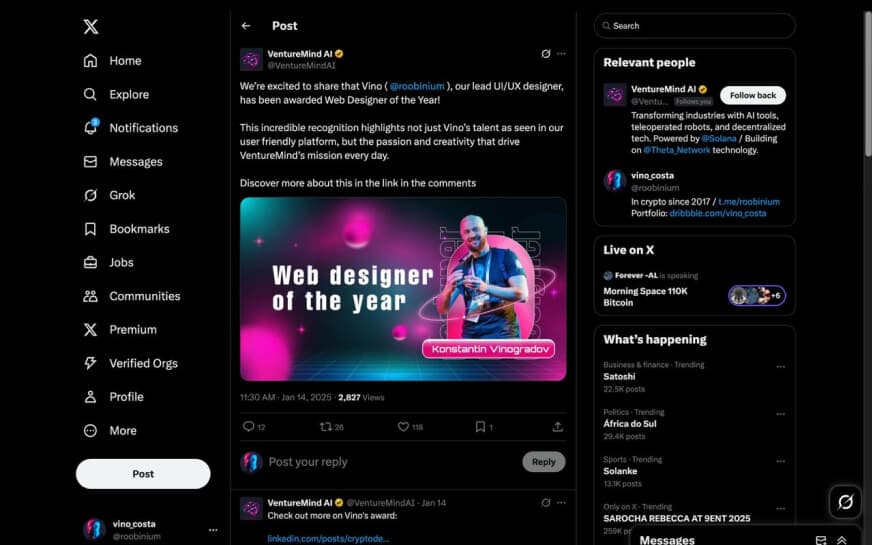 Home
Explore
3
Notifications
Messages
Grok
Bookmarks
Jobs
Communities
Premium
Verified Orgs
Profile
More
Post
vino_costa
@roobinium
Post
VentureMind AI
@VentureMindAI
We're excited to share that Vino ( @roobinium ), our lead UI/UX designer,
has been awarded Web Designer of the Year!
This incredible recognition highlights not just Vino's talent as seen in our
user friendly platform, but the passion and creativity that drive
VentureMind's mission every day.
Discover more about this in the link in the comments
Web designer
of the year
Konstantin Vinogradov
11:30 AM · Jan 14, 2025 · 2,827 Views
12
26
118
1
Post your reply
Reply
VentureMind AI @VentureMindAI · Jan 14
Check out more on Vino's award:
linkedin.com/posts/cryptode...
Search
Relevant people
VentureMind AI
@Ventu... Follows you
Follow back
Transforming industries with AI tools,
teleoperated robots, and decentralized
tech. Powered by @Solana / Building
on @Theta_Network technology.
vino_costa
@roobinium
In crypto since 2017 / t.me/roobinium
Portfolio: dribbble.com/vino_costa
Live on X
Forever -AL is speaking
Morning Space 110K
Bitcoin
+6
What's happening
Business & finance · Trending
Satoshi
22.5K posts
Politics · Trending
África do Sul
29.4K posts
Sports · Trending
Solanke
13.1K posts
Only on X · Trending
SAROCHA REBECCA AT 9ENT 2025
259K
Messages